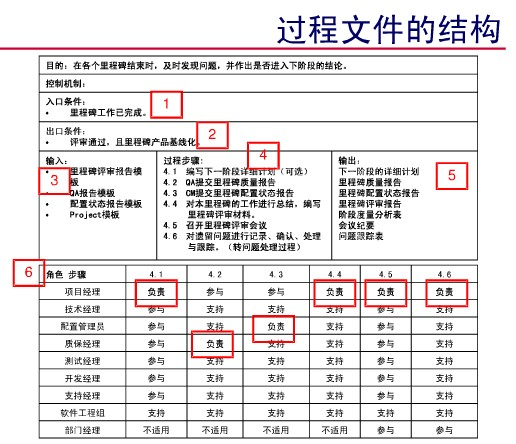 过程文件的结构
目的：在各个里程碑结束时，及时发现问题，并作出是否进入下阶段的结论。
控制机制：
入口条件：
• 里程碑工作已完成。
1
出口条件：
• 评审通过，且里程碑产品基线化
2
输入：
• 里程碑评审报告模
板
• QA报告模板
• 配置状态报告模板
• Project模板
3
过程步骤：
4
4.1 编写下一阶段详细计划（可选）
4.2 QA提交里程碑质量报告
4.3 CM提交里程碑配置状态报告
4.4 对本里程碑的工作进行总结，编写
里程碑评审材料。
4.5 召开里程碑评审会议
4.6 对遗留问题进行记录、确认、处理
与跟踪。（转问题处理过程）
输出：
下一阶段的详细计划
里程碑质量报告
里程碑配置状态报告
里程碑评审报告
阶段度量分析表
会议纪要
问题跟踪表
5
6
角色 步骤 4.1 4.2 4.3 4.4 4.5 4.6
项目经理 负责 参与 参与 负责 负责 负责
技术经理 参与 支持 支持 支持 参与 支持
配置管理员 参与 支持 负责 支持 参与 支持
质保经理 参与 负责 支持 支持 参与 支持
测试经理 参与 支持 支持 支持 参与 支持
开发经理 参与 支持 支持 支持 参与 支持
支持经理 参与 支持 支持 支持 参与 支持
软件工程组 支持 支持 支持 支持 支持 支持
部门经理 不适用 不适用 不适用 不适用 参与 参与